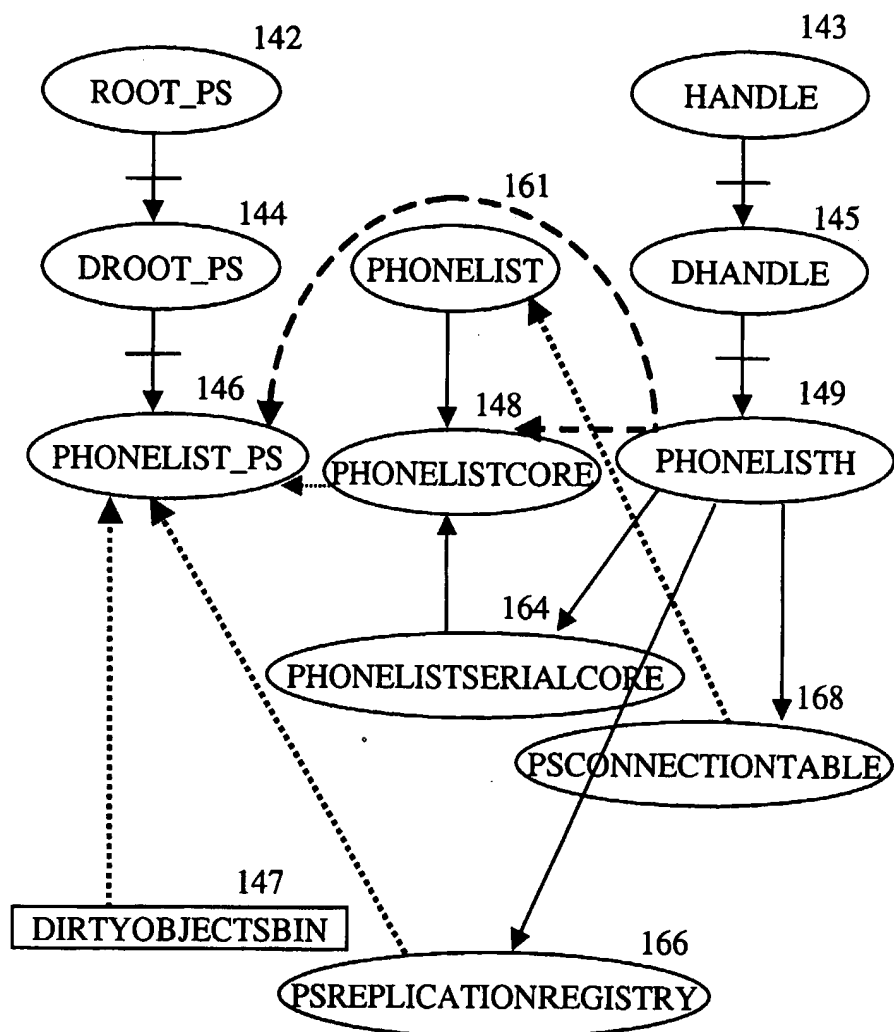 142
143
ROOT_PS
HANDLE
161
144
145
DROOT_PS
PHONELIST
DHANDLE
146
148
149
PHONELIST_PS
PHONELISTCORE
PHONELISTH
164
PHONELISTSERIALCORE
168
PSCONNECTIONTABLE
147
DIRTYOBJECTSBIN
166
PSREPLICATIONREGISTRY